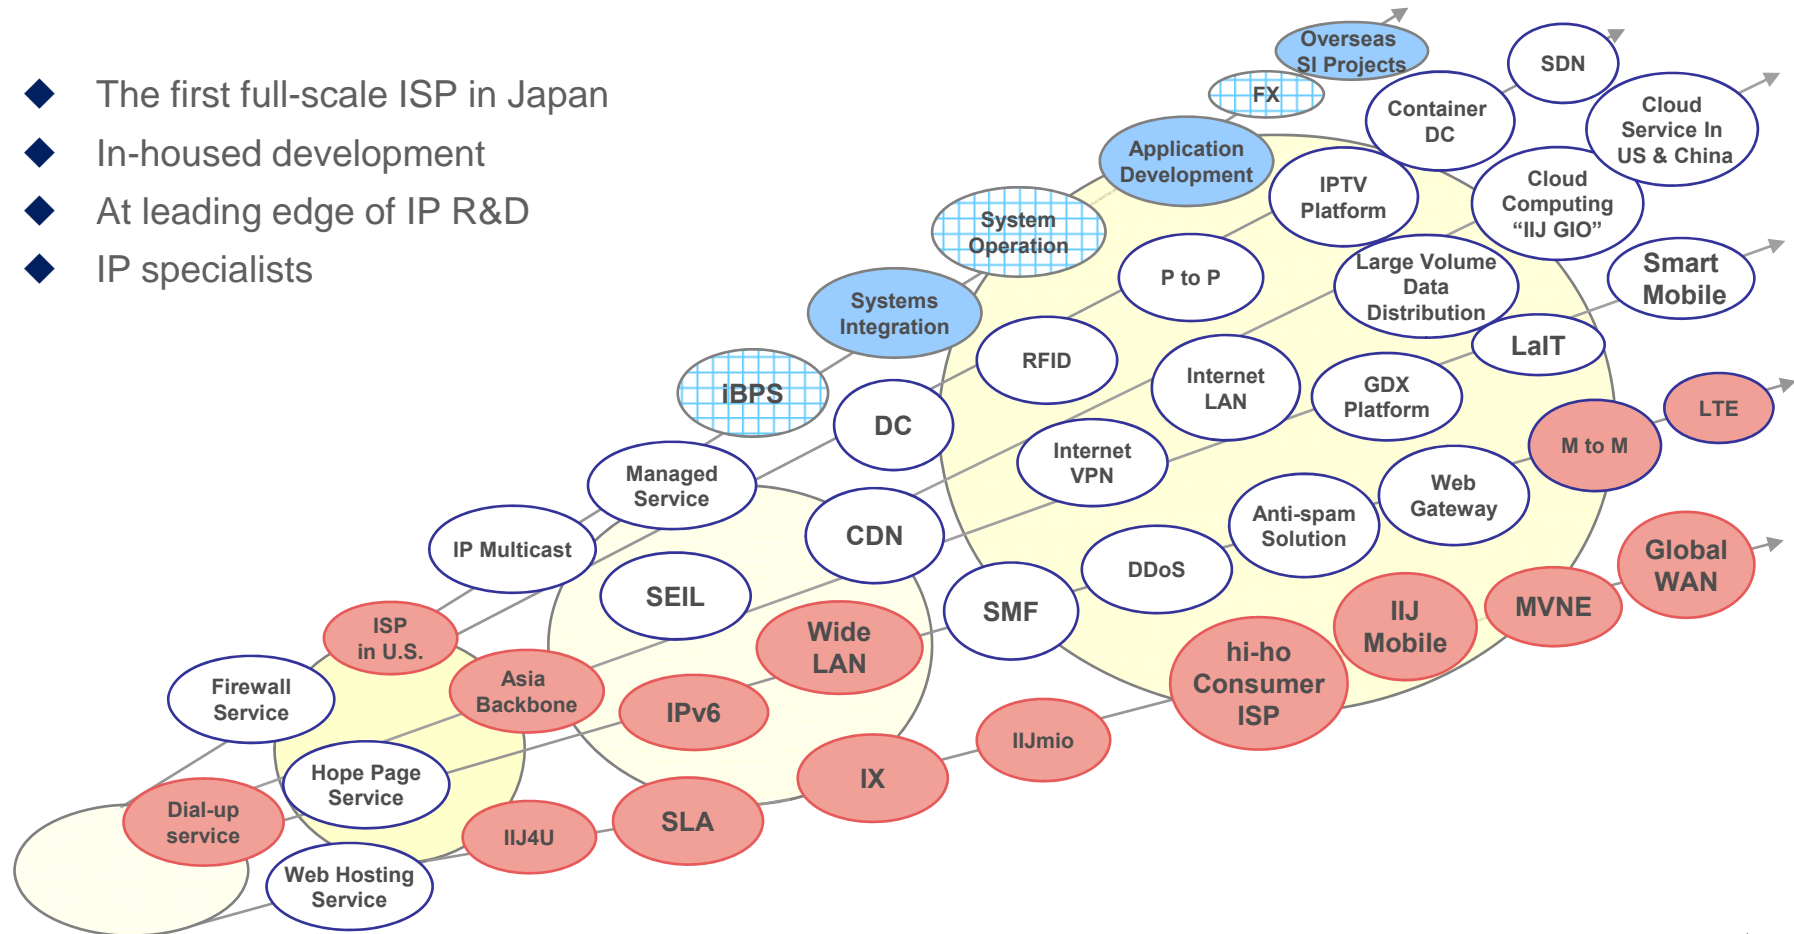 The first full-scale ISP in Japan
In-housed development
At leading edge of IP R&D
IP specialists
Overseas
SI Projects
SDN
FX
Container
DC
Cloud
Service In
US & China
Application
Development
IPTV
Platform
Cloud
Computing
“IIJ GIO”
System
Operation
P to P
Large Volume
Data
Distribution
Smart
Mobile
Systems
Integration
RFID
Internet
LAN
GDX
Platform
LaIT
iBPS
DC
Internet
VPN
M to M
LTE
Managed
Service
Web
Gateway
IP Multicast
CDN
Anti-spam
Solution
SEIL
DDoS
Global
WAN
ISP
in U.S.
Wide
LAN
SMF
IIJ
Mobile
MVNE
Firewall
Service
Asia
Backbone
IPv6
hi-ho
Consumer
ISP
IIJmio
Hope Page
Service
IX
Dial-up
service
IIJ4U
SLA
Web Hosting
Service